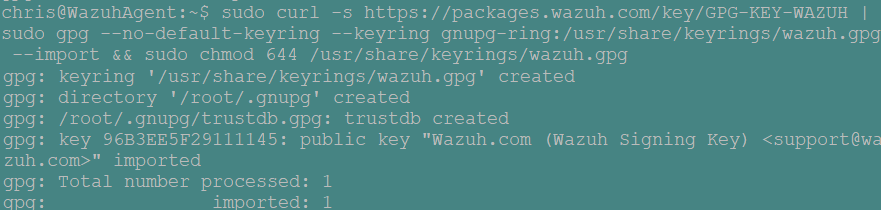 chris@WazuhAgent:~$ sudo curl -s https://packages.wazuh.com/key/GPG-KEY-WAZUH |
sudo gpg --no-default-keyring --keyring gnupg-ring:/usr/share/keyrings/wazuh.gpg
 --import && sudo chmod 644 /usr/share/keyrings/wazuh.gpg
gpg: keyring '/usr/share/keyrings/wazuh.gpg' created
gpg: directory '/root/.gnupg' created
gpg: /root/.gnupg/trustdb.gpg: trustdb created
gpg: key 96B3EE5F29111145: public key "Wazuh.com (Wazuh Signing Key) <support@wa
zuh.com>" imported
gpg: Total number processed: 1
gpg:               imported: 1